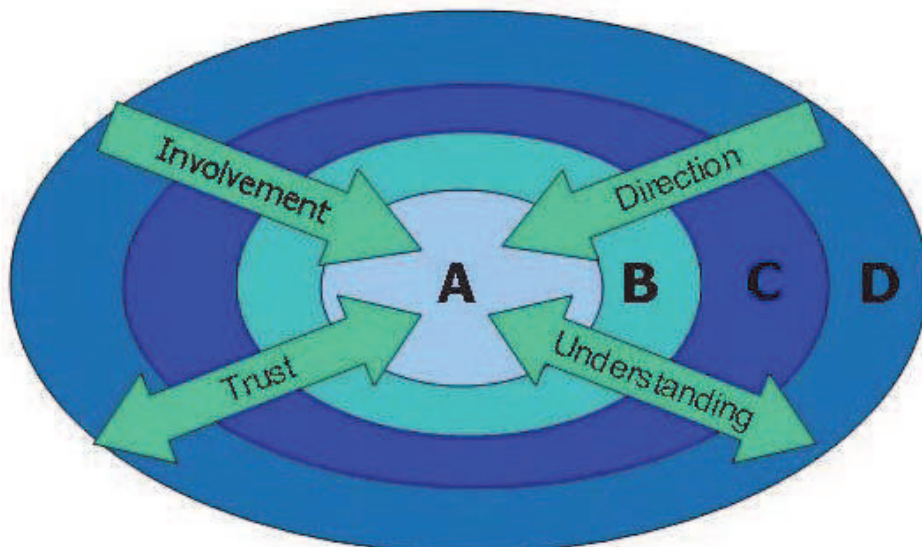 Involvement
Direction
A
B
C
D
Trust
Understanding